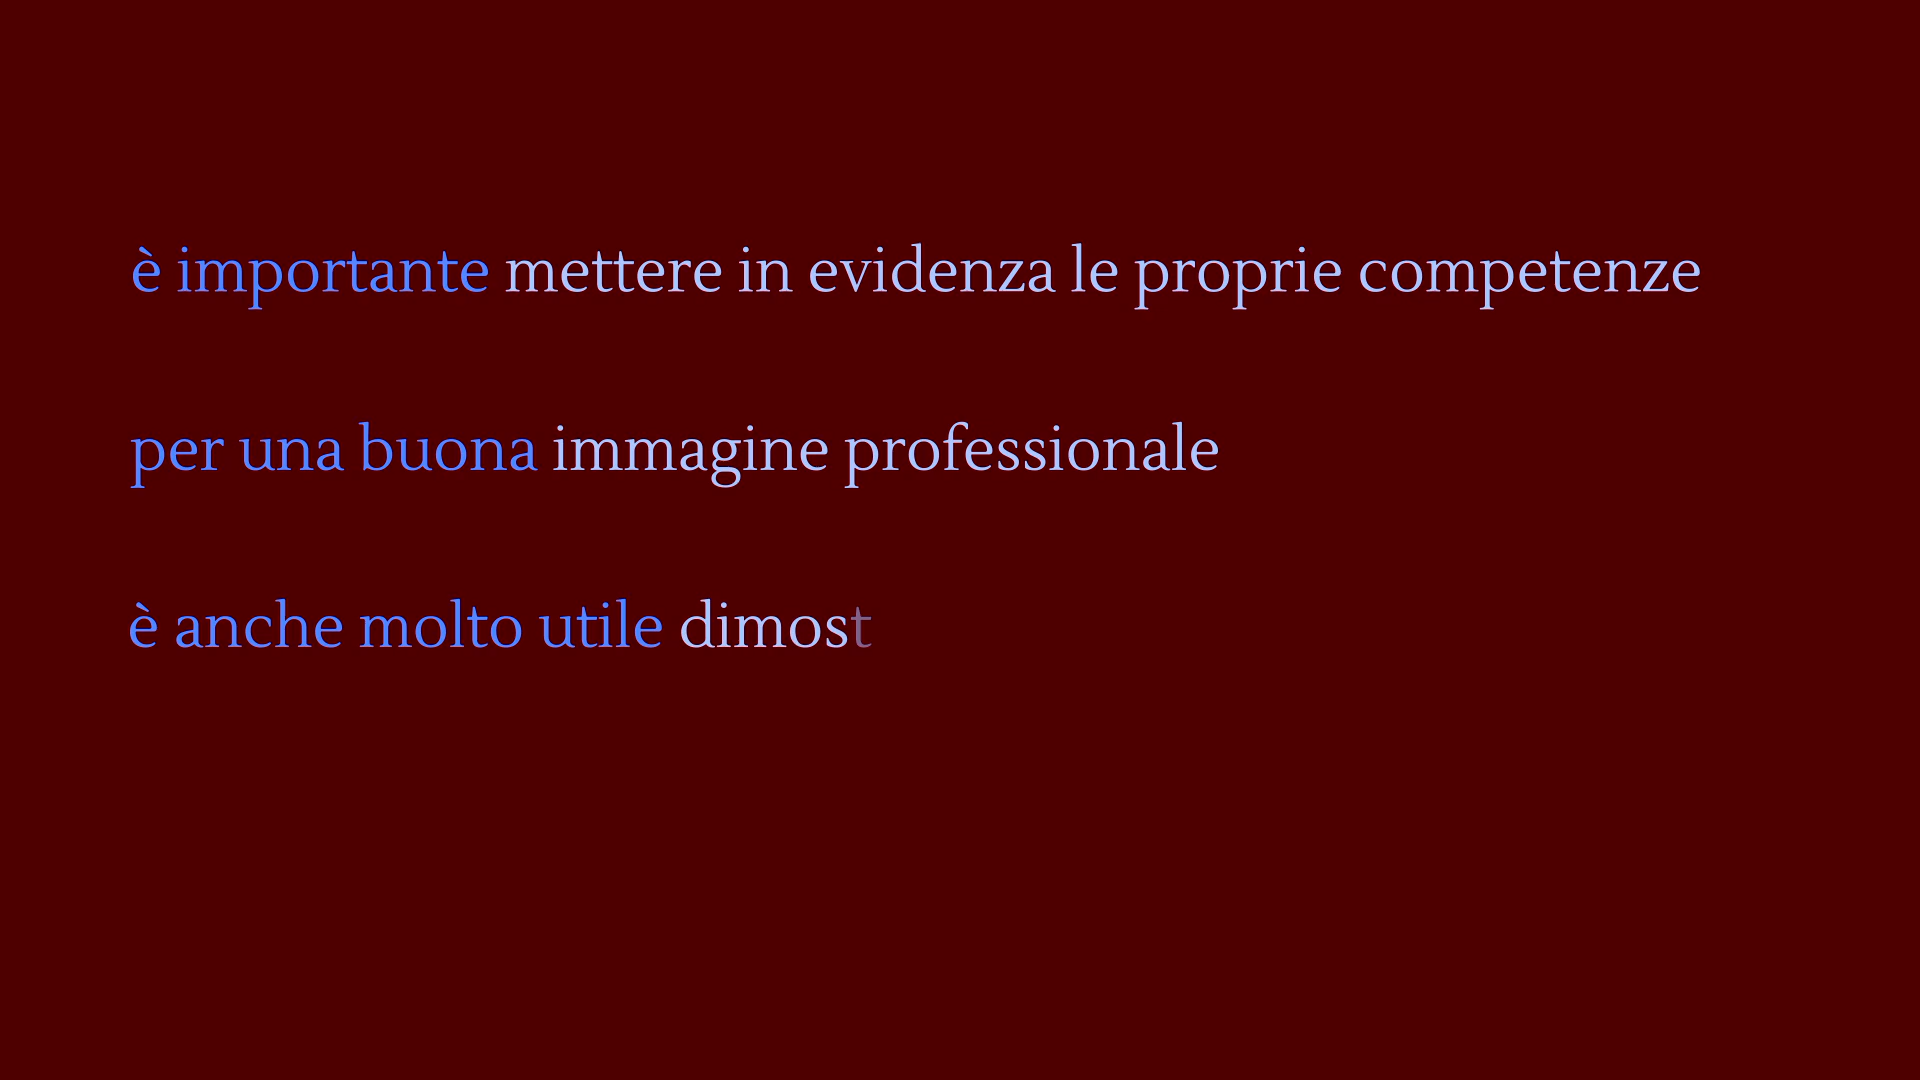 è importante mettere in evidenza le proprie competenze
per una buona immagine professionale
è anche molto utile dimost